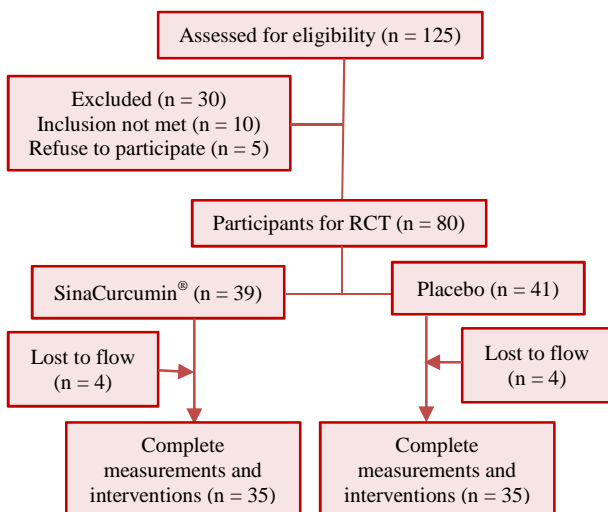 Assessed for eligibility (n = 125)
Excluded (n = 30)
Inclusion not met (n = 10)
Refuse to participate (n = 5)
Participants for RCT (n = 80)
SinaCurcumin® (n = 39)
Placebo (n = 41)
Lost to flow
(n = 4)
Lost to flow
(n = 4)
Complete
measurements and
interventions (n = 35)
Complete
measurements and
interventions (n = 35)